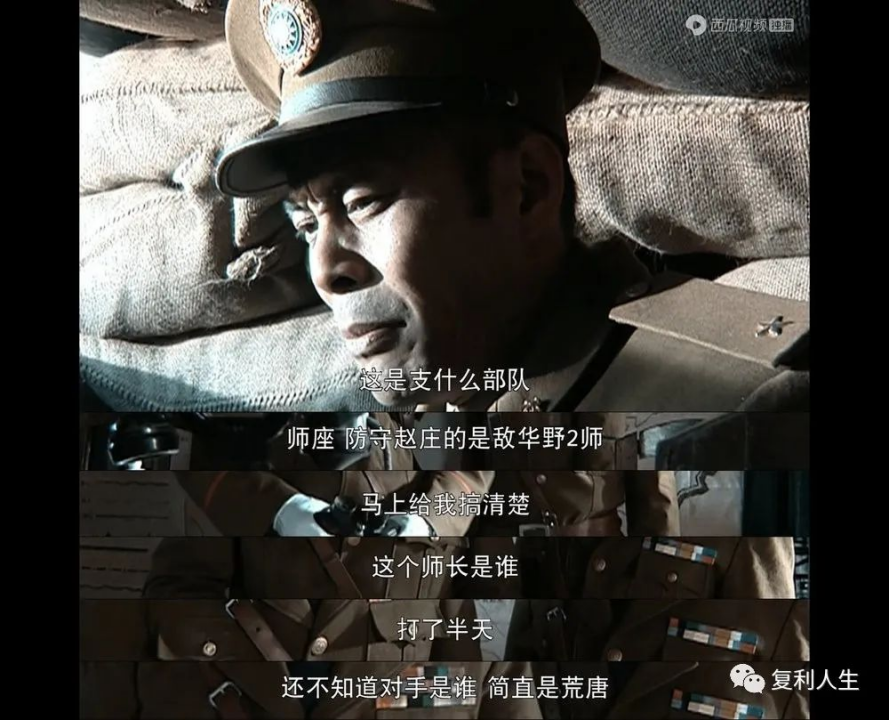 西瓜视频 独播
这是支什么部队
师座 防守赵庄的是敌华野2师
马上给我搞清楚
这个师长是谁
打了半天
还不知道对手是谁 简直是荒唐
复利人生